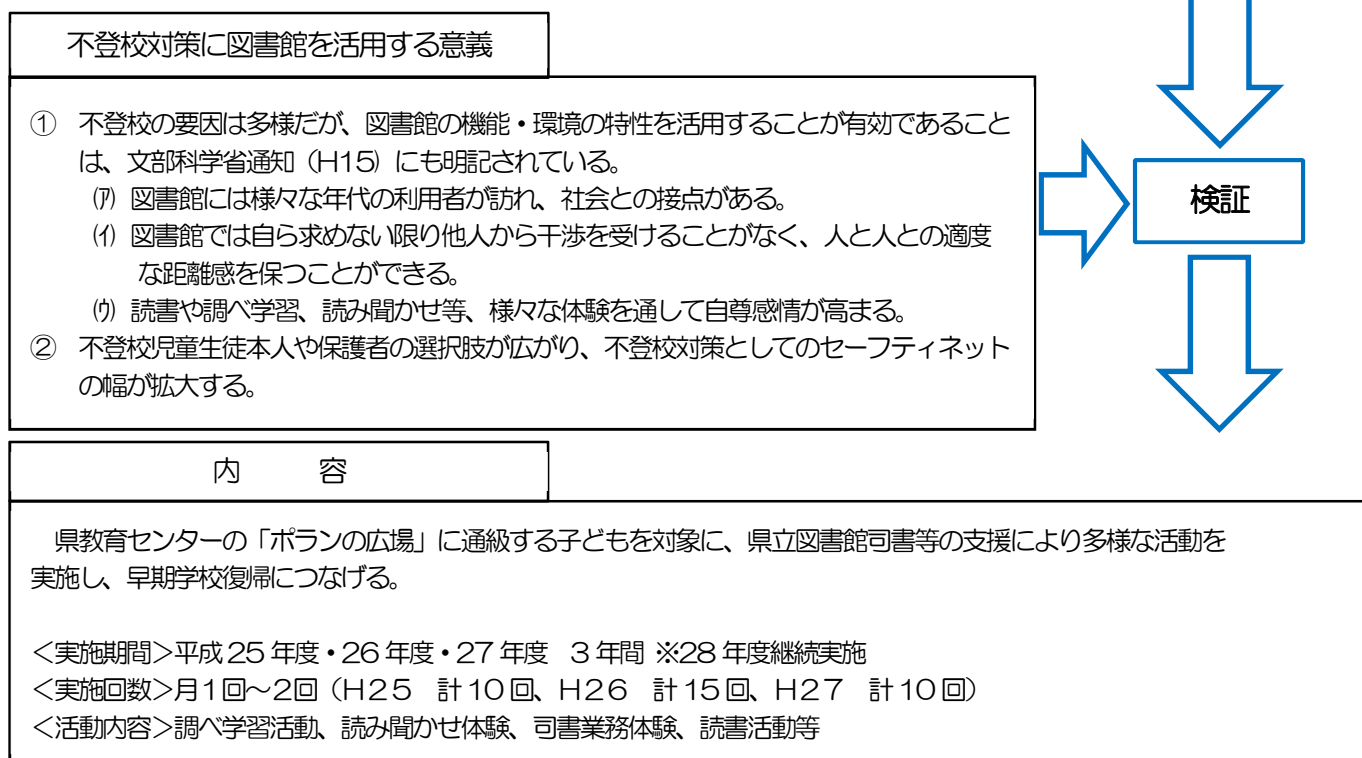 不登校対策に図書館を活用する意義
① 不登校の要因は多様だが、図書館の機能・環境の特性を活用することが有効であること
は、文部科学省通知（H15）にも明記されている。
㈠ 図書館には様々な年代の利用者が訪れ、社会との接点がある。
(ｲ) 図書館では自ら求めない限り他人から干渉を受けることがなく、人と人との適度
な距離感を保つことができる。
(ｳ) 読書や調べ学習、読み聞かせ等、様々な体験を通して自尊感情が高まる。
② 不登校児童生徒本人や保護者の選択肢が広がり、不登校対策としてのセーフティネット
の幅が拡大する。
検証
内 容
県教育センターの「ポランの広場」に通級する子どもを対象に、県立図書館司書等の支援により多様な活動を
実施し、早期学校復帰につなげる。
＜実施期間＞平成25年度・26年度・27年度 3年間 ※28年度継続実施
＜実施回数＞月1回～2回（H25 計10回、H26 計15回、H27 計10回）
＜活動内容＞調べ学習活動、読み聞かせ体験、司書業務体験、読書活動等